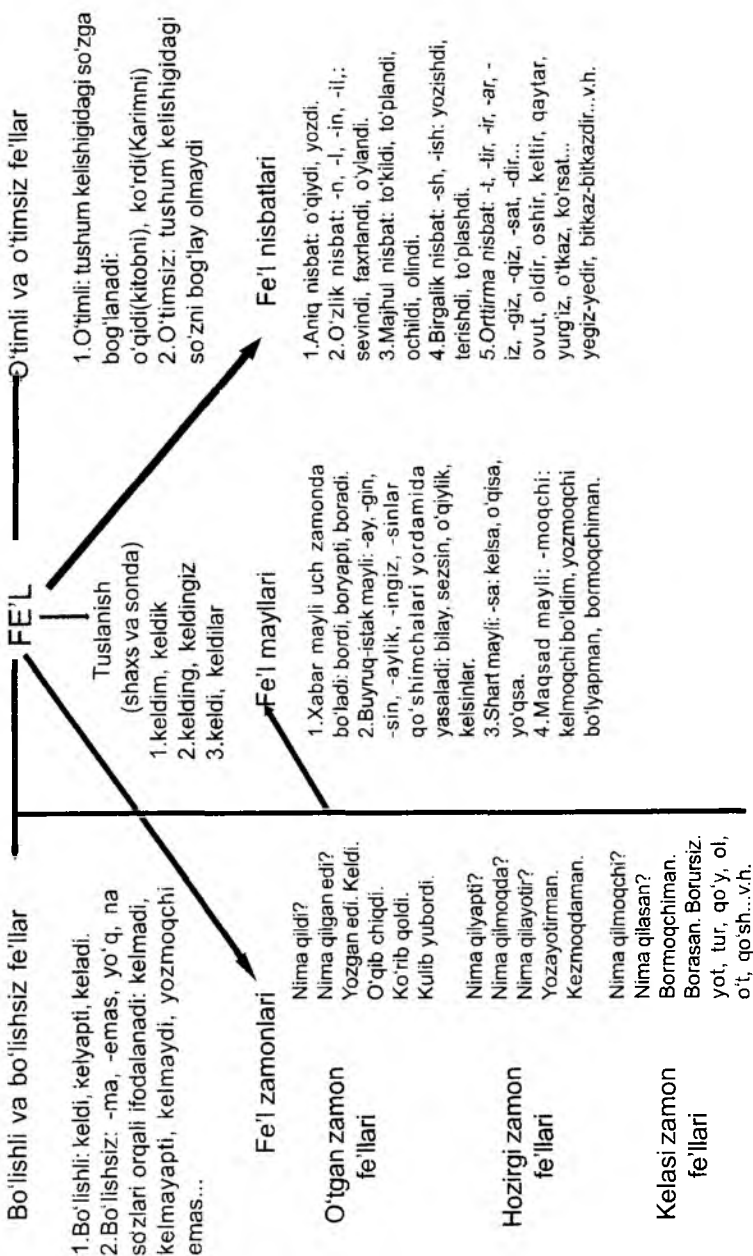 FE'L
Bo'lishli va bo'lishsiz fe'llar
1.Bo'lishli: keldi, kelyapti, keladi.
2.Bo'lishsiz: -ma, -emas, yo'q, na
so'zlari orqali ifodalanadi: kelmadi,
kelmayapti, kelmaydi, yozmoqchi
emas...
Tuslanish
(shaxs va sonda)
1.keldim, keldik
2.kelding, keldingiz
3.keldi, keldilar
O'timli va o'timsiz fe'llar
1.O'timli: tushum kelishigidagi so'zga
bog'lanadi:
o'qidi(kitobni), ko'rdi(Karimni)
2.O'timsiz: tushum kelishigidagi
so'zni bog'lay olmaydi
Fe'l zamonlari
O'tgan zamon
fe'llari
Nima qildi?
Nima qilgan edi?
Yozgan edi. Keldi.
O'qib chiqdi.
Ko'rib qoldi.
Kulib yubordi.
Hozirgi zamon
fe'llari
Nima qilyapti?
Nima qilmoqda?
Nima qilayotir?
Yozayotirman.
Kezmoqdaman.
Kelasi zamon
fe'llari
Nima qilmoqchi?
Nima qilasan?
Bormoqchiman.
Borasan. Borursiz.
yot, tur, qo'y, ol,
o't, qo'sh...v.h.
Fe'l mayllari
1.Xabar mayli uch zamonda
bo'ladi: bordi, boryapti, boradi.
2.Buyruq-istak mayli: -ay, -gin,
-sin, -aylik, -ingiz, -sinlar
qo'shimchalari yordamida
yasaladi: bilay, sezsin, o'qiylik,
kelsinlar.
3.Shart mayli: -sa: kelsa, o'qisa,
yo'qsa.
4.Maqsad mayli: -moqchi:
kelmoqchi bo'ldim, yozmoqchi
bo'lyapman, bormoqchiman.
Fe'l nisbatlari
1.Aniq nisbat: o'qiydi, yozdi.
2.O'zlik nisbat: -n, -l, -in, -il,:
sevindi, faxrlandi, o'ylandi.
3.Majhul nisbat: to'kildi, to'plandi,
ochildi, olindi.
4.Birgalik nisbat: -sh, -ish: yozishdi,
terishdi, to'plashdi.
5.Orttirma nisbat: -t, -tir, -ir, -ar, -
iz, -giz, -qiz, -sat, -dir...
ovut, oldir, oshir, keltir, qaytar,
yurg'iz, o'tkaz, ko'rsat...
yegiz-yedir, bitkaz-bitkazdir...v.h.